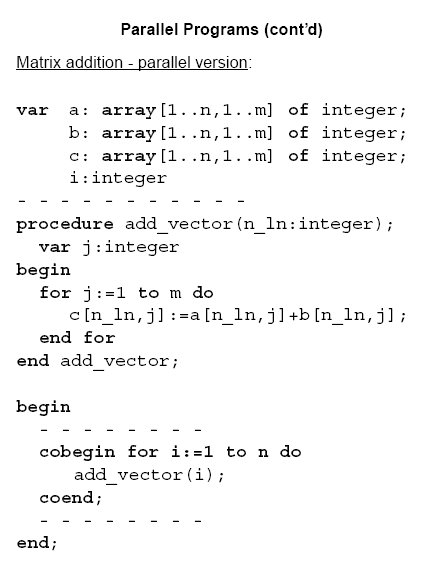 Parallel Programs (cont'd)
Matrix addition - parallel version:
var a: array[1..n,1..m] of integer;
b: array[1..n,1..m] of integer;
c: array[1..n,1..m] of integer;
i:integer
- - - - - - - - - - -
procedure add_vector(n_ln:integer);
var j:integer
begin
for j:=1 to m do
c[n_ln,j]:=a[n_ln,j]+b[n_ln,j];
end for
end add_vector;
begin
- - - - - - - -
cobegin for i:=1 to n do
add_vector(i);
coend;
- - - - - - - -
end;